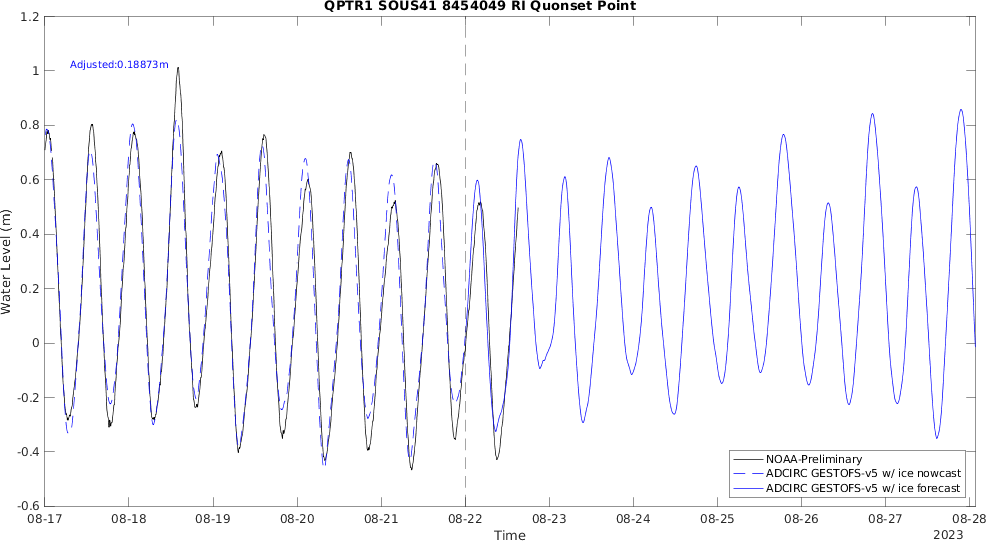 QPTR1 SOUS41 8454049 RI Quonset Point
Adjusted:0.18873m
1.2
1
0.8
0.6
0.4
0.2
0
-0.2
-0.4
-0.6
Water Level (m)
NOAA-Preliminary
ADCIRC GESTOFS-v5 w/ ice nowcast
ADCIRC GESTOFS-v5 w/ ice forecast
08-17 08-18 08-19 08-20 08-21 08-22 08-23 08-24 08-25 08-26 08-27 08-28
Time
2023